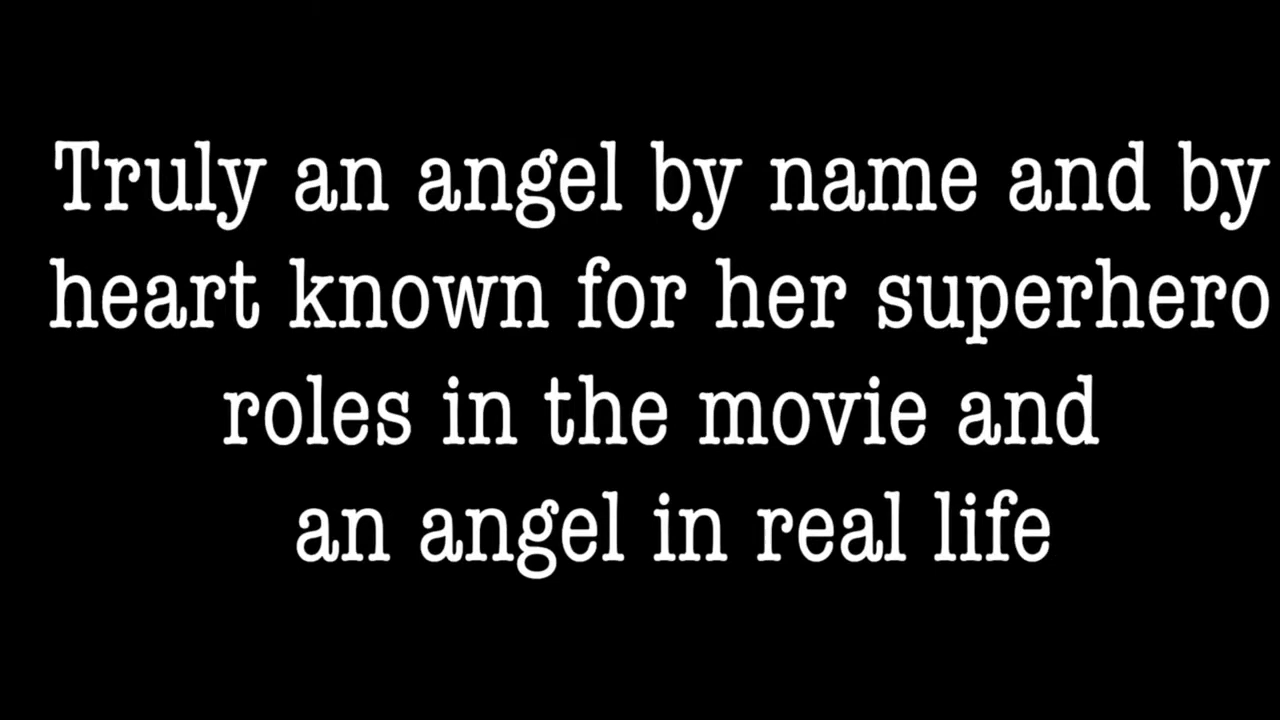 Truly an angel by name and by
heart known for her superhero
roles in the movie and
an angel in real life